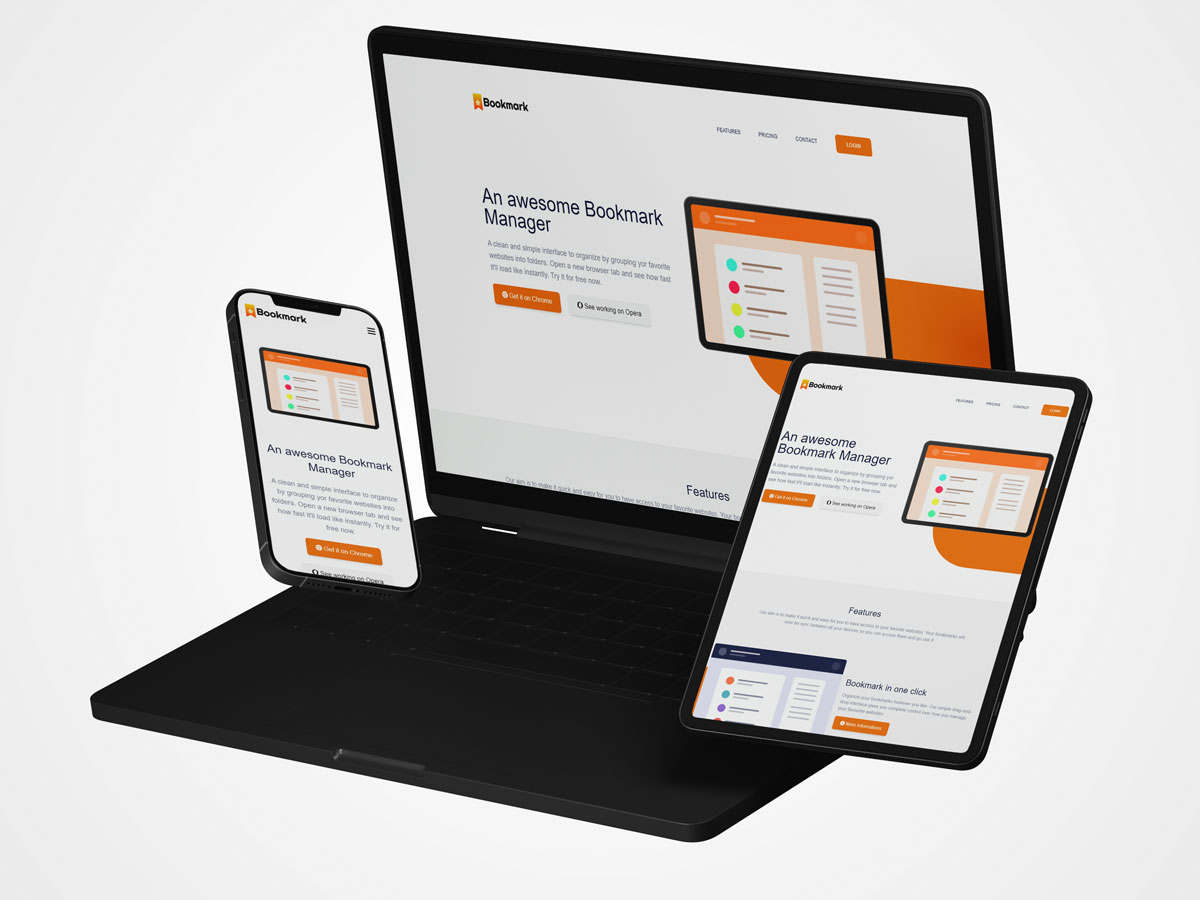 Bookmark
FEATURES
PRICING
CONTACT
LOGIN
An awesome Bookmark
Manager
A clean and simple interface to organize by grouping yor favorite
websites into folders. Open a new browser tab and see how fast
it'll load like instantly. Try it for free now.
Get it on Chrome
See working on Opera
Features
Our aim is to make it quick and easy for you to have access to your favorite websites. Your
Bookmark
An awesome Bookmark
Manager
A clean and simple interface to organize
by grouping yor favorite websites into
folders. Open a new browser tab and see
how fast it'll load like instantly. Try it for
free now.
Get it on Chrome
See working on Opera
Bookmark
FEATURES
PRICING
CONTACT
LOGIN
An awesome
Bookmark Manager
A clean and simple interface to organize by grouping yor
favorite websites into folders. Open a new browser tab and
see how fast it'll load like instantly. Try it for free now.
Get it on Chrome
See working on Opera
Features
Our aim is to make it quick and easy for you to have access to your favorite websites. Your bookmarks will
ever be sync between all your devices so you can access them and go use it
Bookmark in one click
Organize your bookmarks however you like. Our simple drag-and-
drop interface gives you complete control over how you manage
your favourite websites.
More Informations